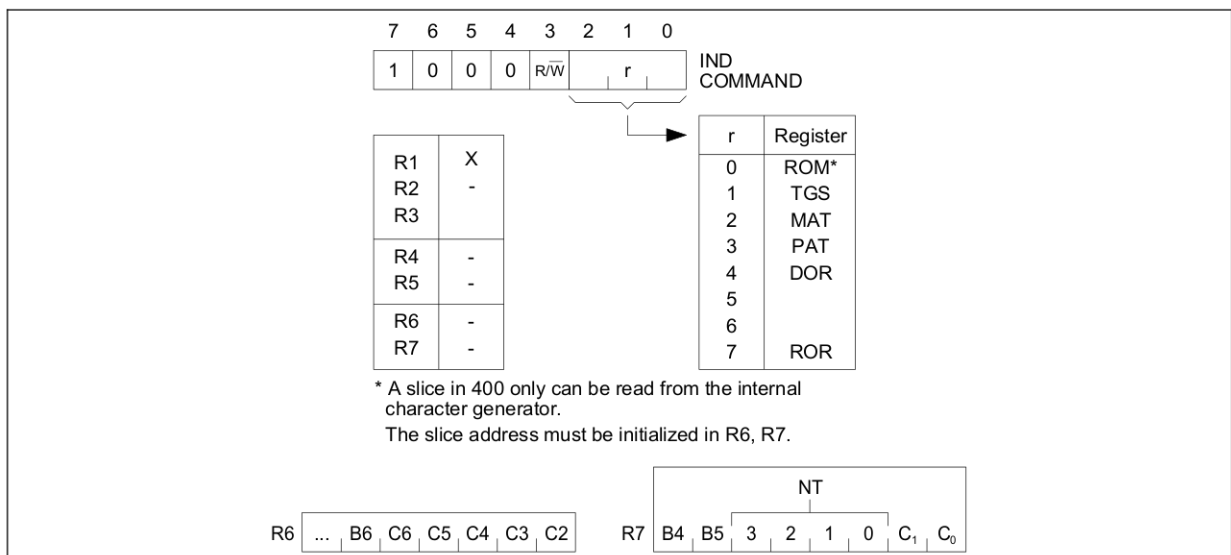 7 6 5 4 3 2 1 0
1 0 0 0 R/W̅ r IND COMMAND
r Register
R1 X
R2 -
R3
R4 -
R5 -
R6 -
R7 -
0 ROM*
1 TGS
2 MAT
3 PAT
4 DOR
5
6
7 ROR
* A slice in 400 only can be read from the internal
character generator.
The slice address must be initialized in R6, R7.
NT
R6 ... B6 C6 C5 C4 C3 C2
R7 B4 B5 3 2 1 0 C₁ C₀